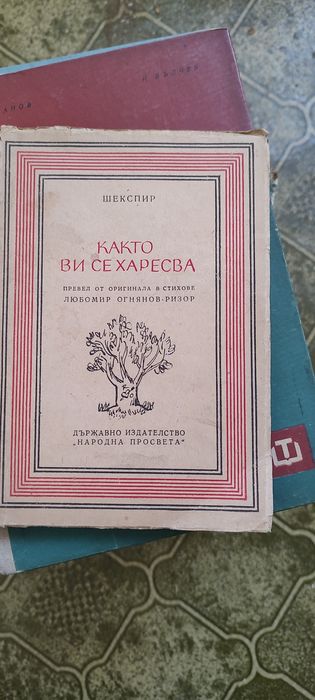 ШЕКСПИР
КАКТО
ВИ СЕ ХАРЕСВА
ПРЕВЕЛ ОТ ОРИГИНАЛА В СТИХОВЕ
ЛЮБОМИР ОГНЯНОВ-РИЗОР
ДЪРЖАВНО ИЗДАТЕЛСТВО
„НАРОДНА ПРОСВЕТА“